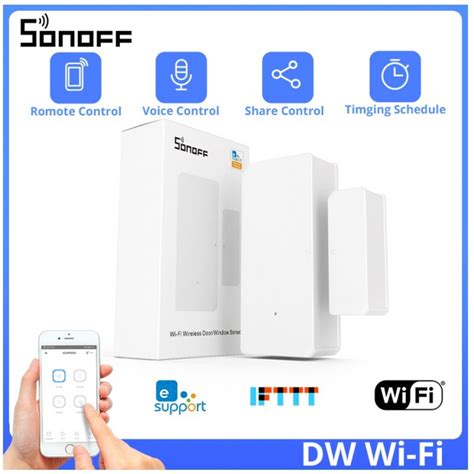 SONOFF
Romote Control
Voice Control
Share Control
Timging Schedule
SONOFF
Wi-Fi Wireless Door/Window Sensor
e
support
IFTTT
WiFi
DW Wi-Fi